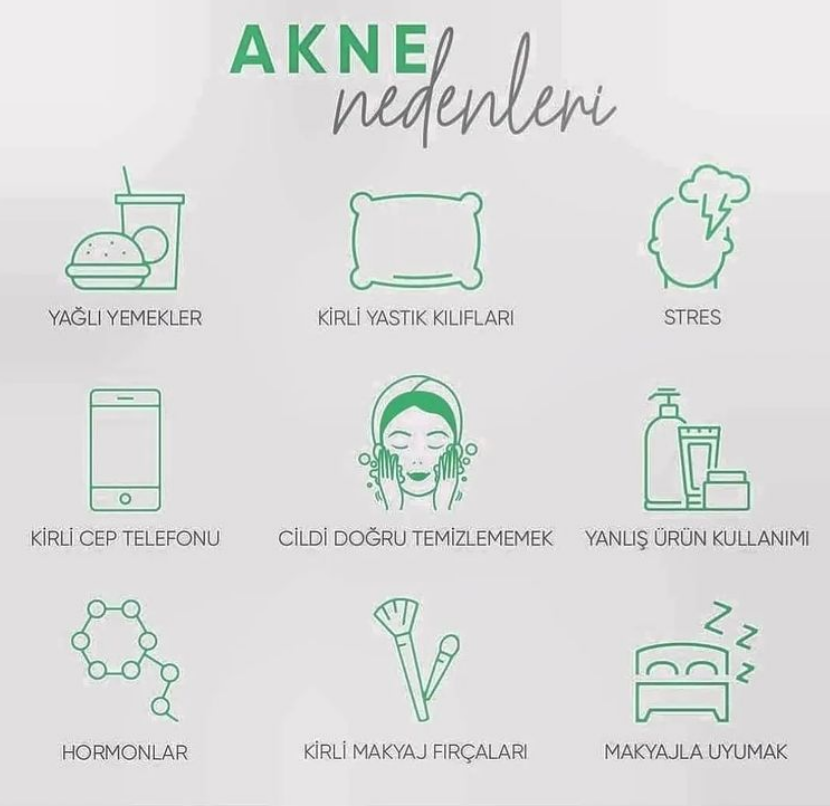 AKNE
nedenleri
YAĞLI YEMEKLER
KİRLİ YASTIK KILIFLARI
STRES
KİRLİ CEP TELEFONU
CİLDİ DOĞRU TEMİZLEMEMEK
YANLIŞ ÜRÜN KULLANIMI
HORMONLAR
KİRLİ MAKYAJ FIRÇALARI
MAKYAJLA UYUMAK